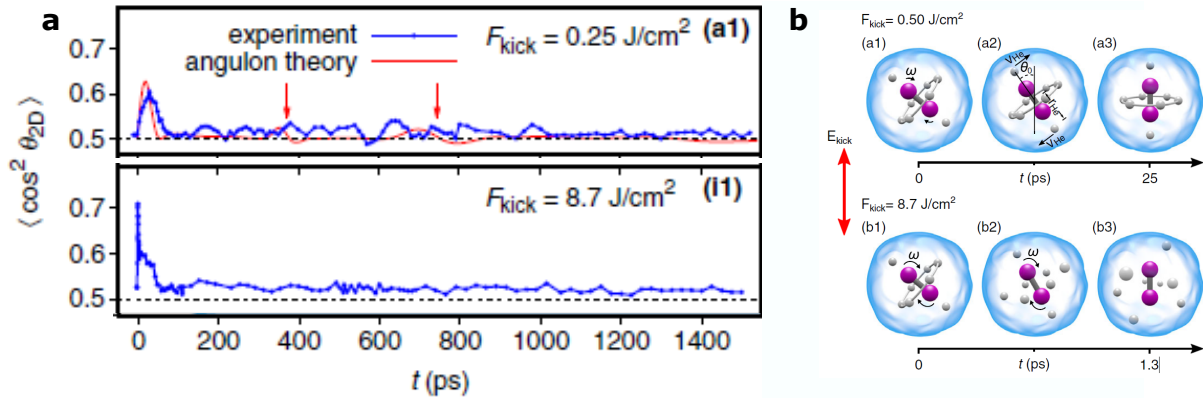 a
experiment
angulon theory
F_kick = 0.25 J/cm² (a1)
0.7
0.6
0.5
F_kick = 8.7 J/cm² (i1)
0.7
0.6
0.5
⟨ cos² θ_2D ⟩
0 200 400 600 800 1000 1200 1400
t (ps)
b
F_kick = 0.50 J/cm²
(a1) (a2) (a3)
ω
v_He
θ_0
r_He-I
v_He
0 t (ps) 25
E_kick
F_kick= 8.7 J/cm²
(b1) (b2) (b3)
ω ω
0 t (ps) 1.3